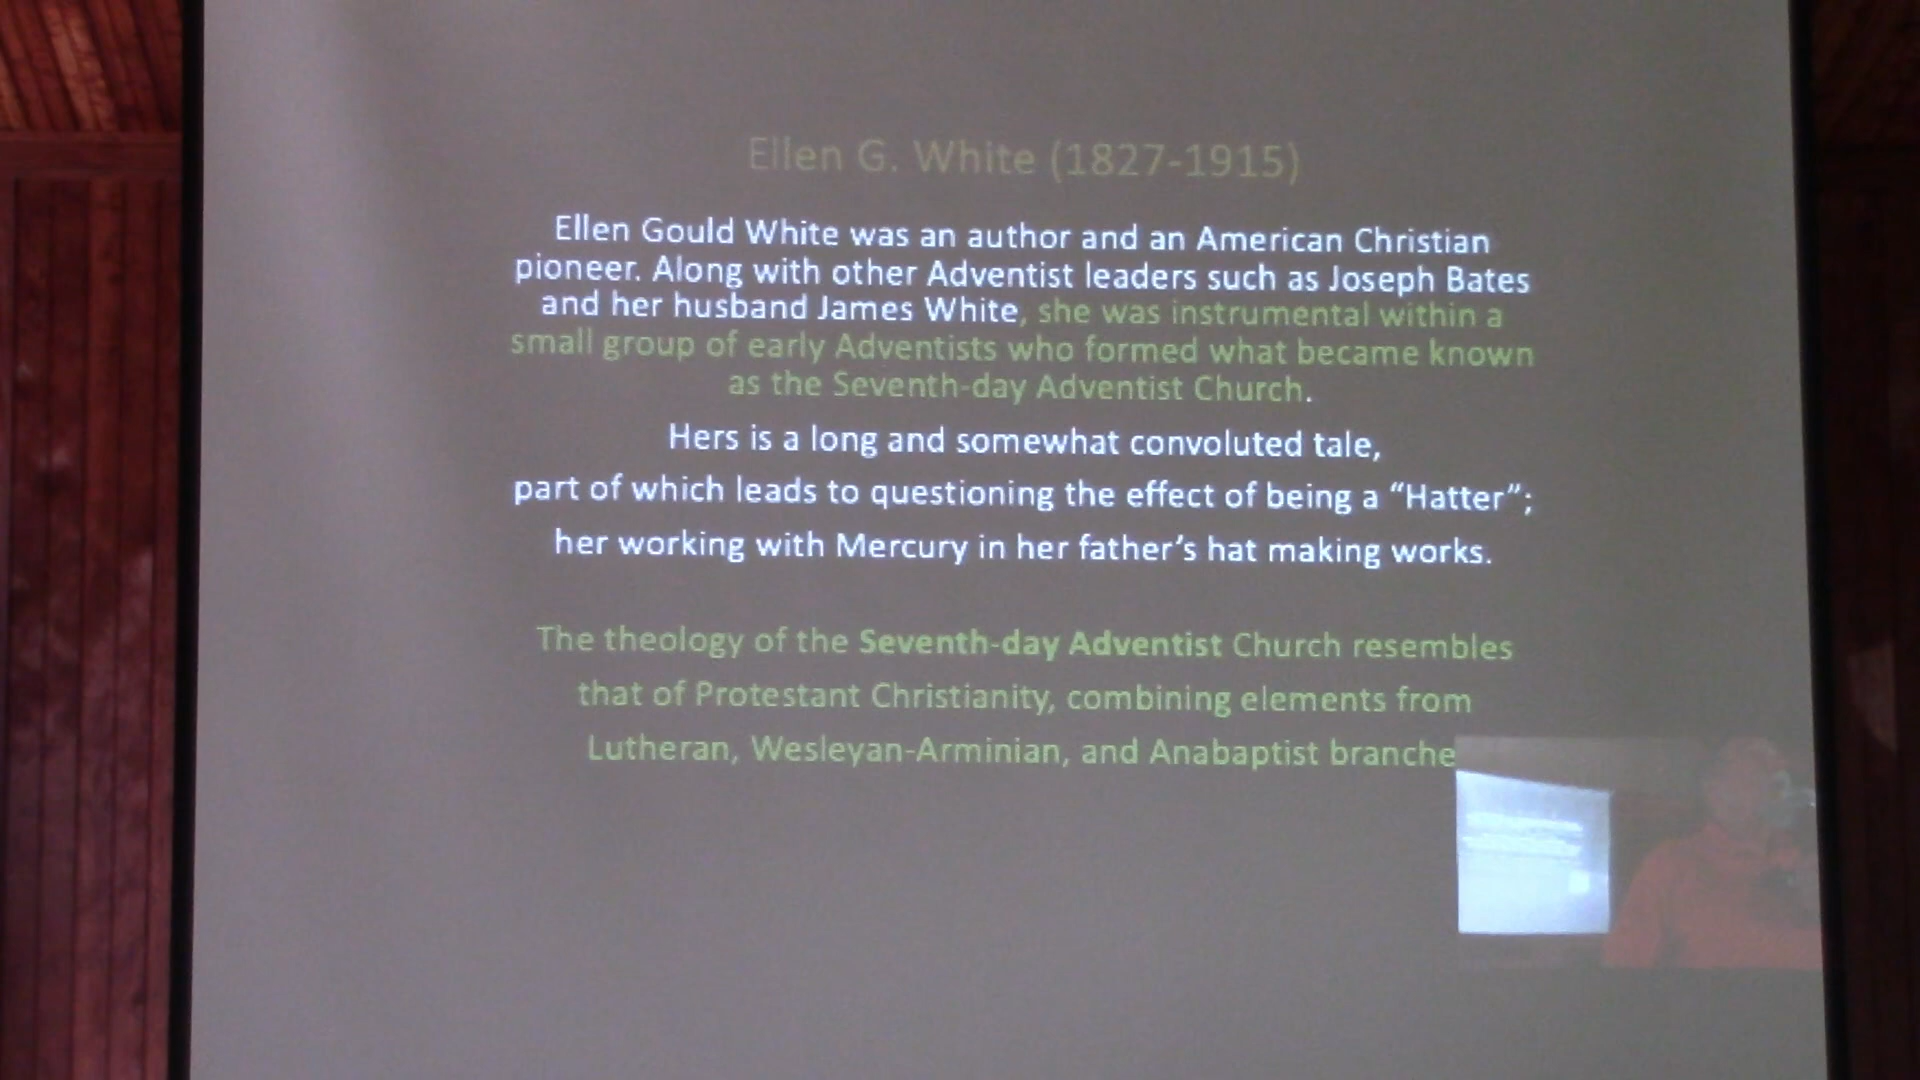 Ellen G. White (1827-1915)
Ellen Gould White was an author and an American Christian
pioneer. Along with other Adventist leaders such as Joseph Bates
and her husband James White, she was instrumental within a
small group of early Adventists who formed what became known
as the Seventh-day Adventist Church.
Hers is a long and somewhat convoluted tale,
part of which leads to questioning the effect of being a “Hatter”;
her working with Mercury in her father’s hat making works.
The theology of the Seventh-day Adventist Church resembles
that of Protestant Christianity, combining elements from
Lutheran, Wesleyan-Arminian, and Anabaptist branche